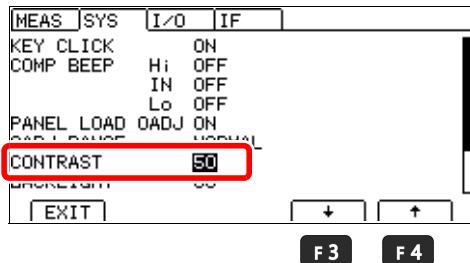 MEAS SYS I/O IF
KEY CLICK ON
COMP BEEP Hi OFF
IN OFF
Lo OFF
PANEL LOAD OADJ ON
CONTRAST 50
EXIT ↓ ↑
F3 F4